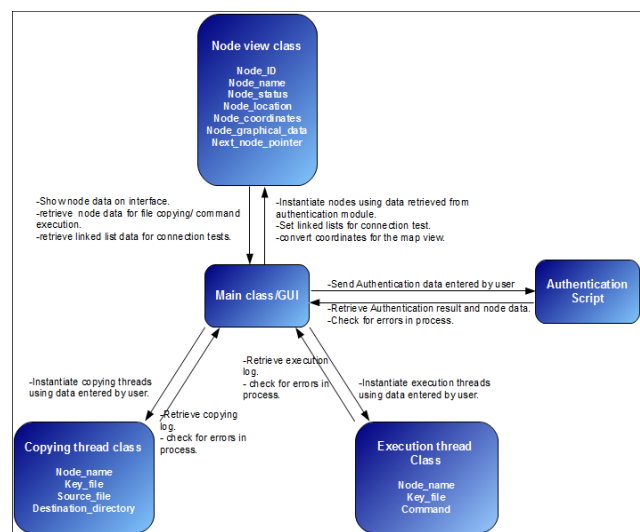 Node view class
Node_ID
Node_name
Node_status
Node_location
Node_coordinates
Node_graphical_data
Next_node_pointer
-Show node data on interface.
-retrieve node data for file copying/ command
execution.
-retrieve linked list data for connection tests.
-Instantiate nodes using data retrieved from
authentication module.
-Set linked lists for connection test.
-convert coordinates for the map view.
Main class/GUI
-Send Authentication data entered by user
-Retrieve Authentication result and node data.
-Check for errors in process.
Authentication
Script
-Instantiate copying threads
using data entered by user.
-Retrieve copying
log.
- check for errors in
process.
-Retrieve execution
log.
- check for errors in
process.
-Instantiate execution threads
using data entered by user.
Copying thread class
Node_name
Key_file
Source_file
Destination_directory
Execution thread
Class
Node_name
Key_file
Command